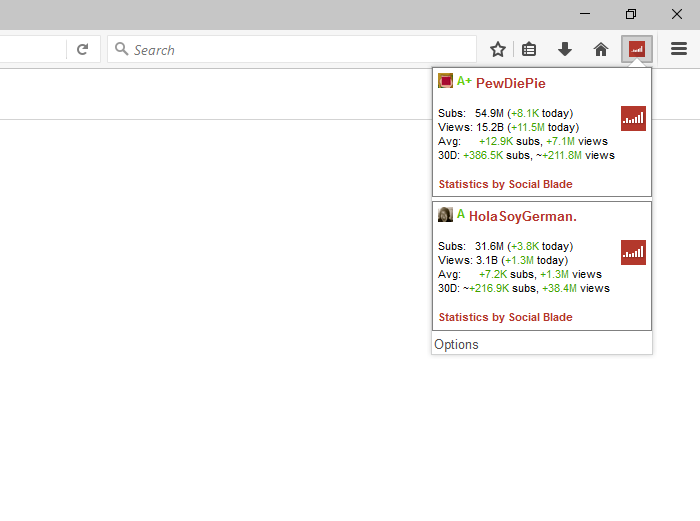 Search
A+ PewDiePie
Subs: 54.9M (+8.1K today)
Views: 15.2B (+11.5M today)
Avg: +12.9K subs, +7.1M views
30D: +386.5K subs, ~+211.8M views
Statistics by Social Blade
A HolaSoyGerman.
Subs: 31.6M (+3.8K today)
Views: 3.1B (+1.3M today)
Avg: +7.2K subs, +1.3M views
30D: ~+216.9K subs, +38.4M views
Statistics by Social Blade
Options